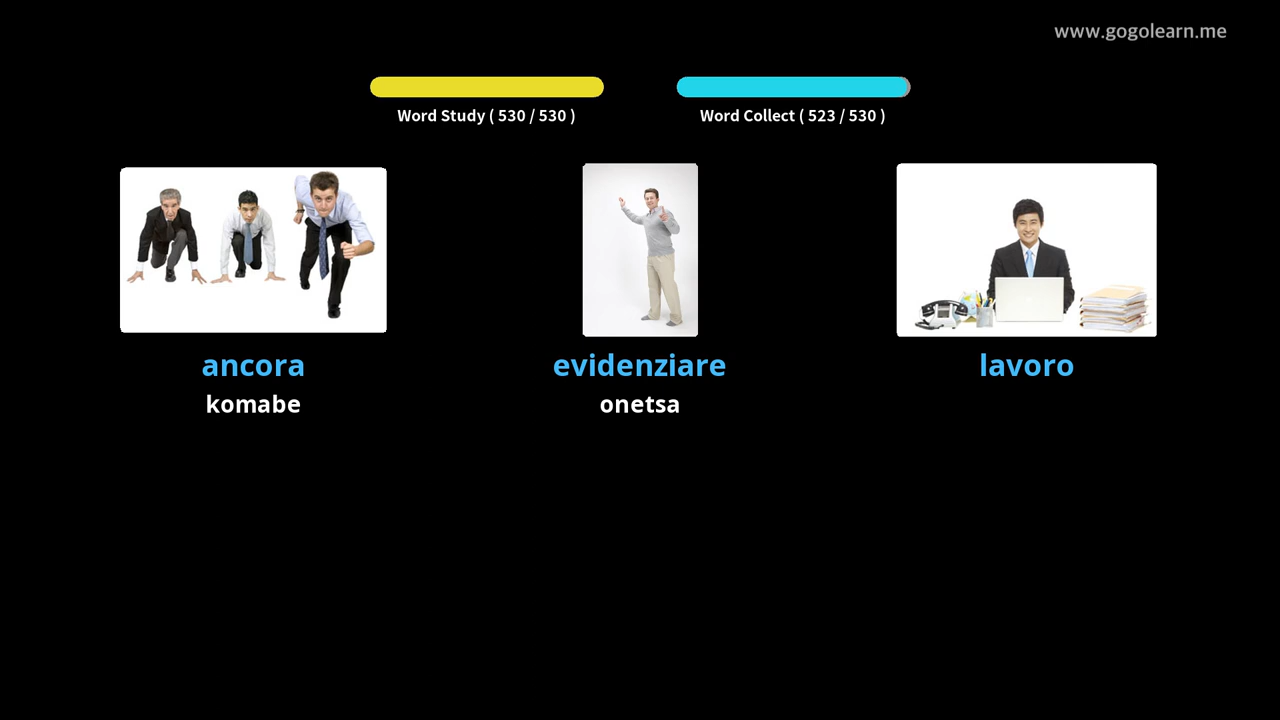 www.gogolearn.me
Word Study ( 530 / 530 )
Word Collect ( 523 / 530 )
ancora
evidenziare
lavoro
komabe
onetsa